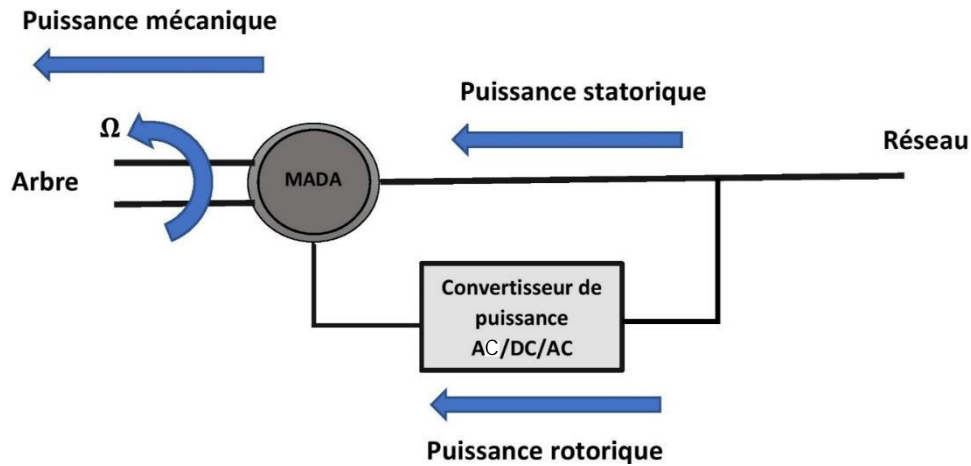 Puissance mécanique
Puissance statorique
Ω
Réseau
Arbre
MADA
Convertisseur de
puissance
AC/DC/AC
Puissance rotorique